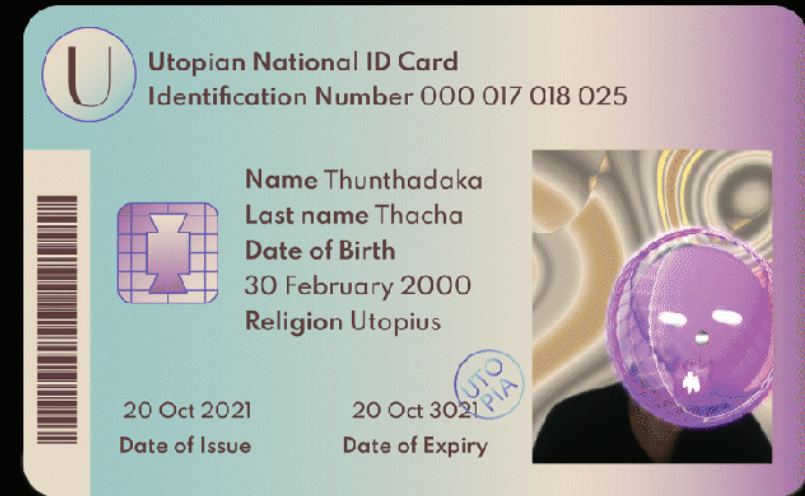 U
Utopian National ID Card
Identification Number 000 017 018 025
Name Thunthadaka
Last name Thacha
Date of Birth
30 February 2000
Religion Utopius
UTO
PIA
20 Oct 2021 20 Oct 3021
Date of Issue Date of Expiry